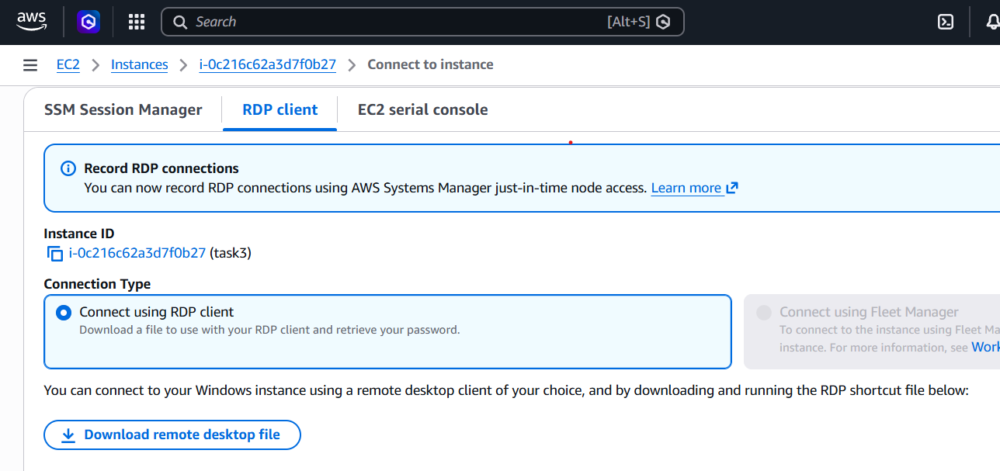 aws
Search [Alt+S]
EC2 Instances i-0c216c62a3d7f0b27 Connect to instance
SSM Session Manager RDP client EC2 serial console
Record RDP connections
You can now record RDP connections using AWS Systems Manager just-in-time node access. Learn more
Instance ID
i-0c216c62a3d7f0b27 (task3)
Connection Type
Connect using RDP client
Download a file to use with your RDP client and retrieve your password.
Connect using Fleet Manager
To connect to the instance using Fleet Ma
instance. For more information, see Work
You can connect to your Windows instance using a remote desktop client of your choice, and by downloading and running the RDP shortcut file below:
Download remote desktop file